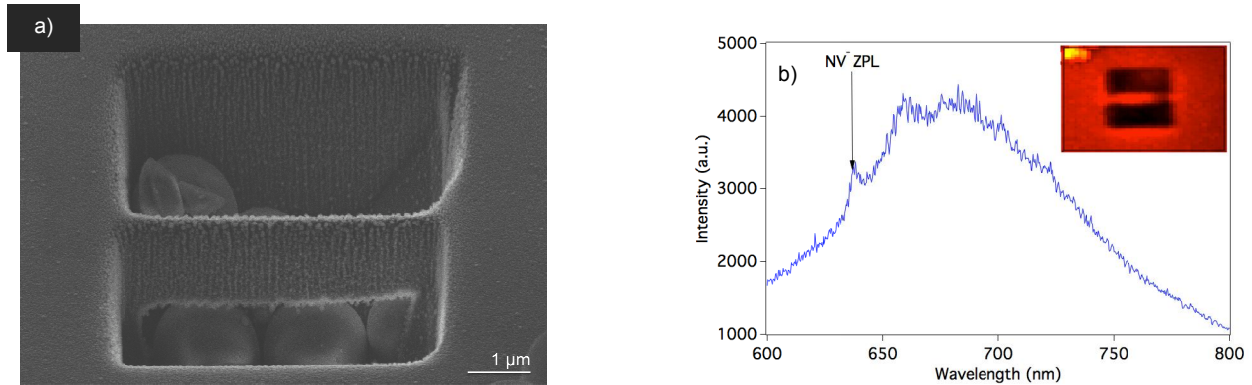 a)
1 μm
b)
NV⁻ ZPL
Intensity (a.u.)
5000
4000
3000
2000
1000
600
650
700
750
800
Wavelength (nm)